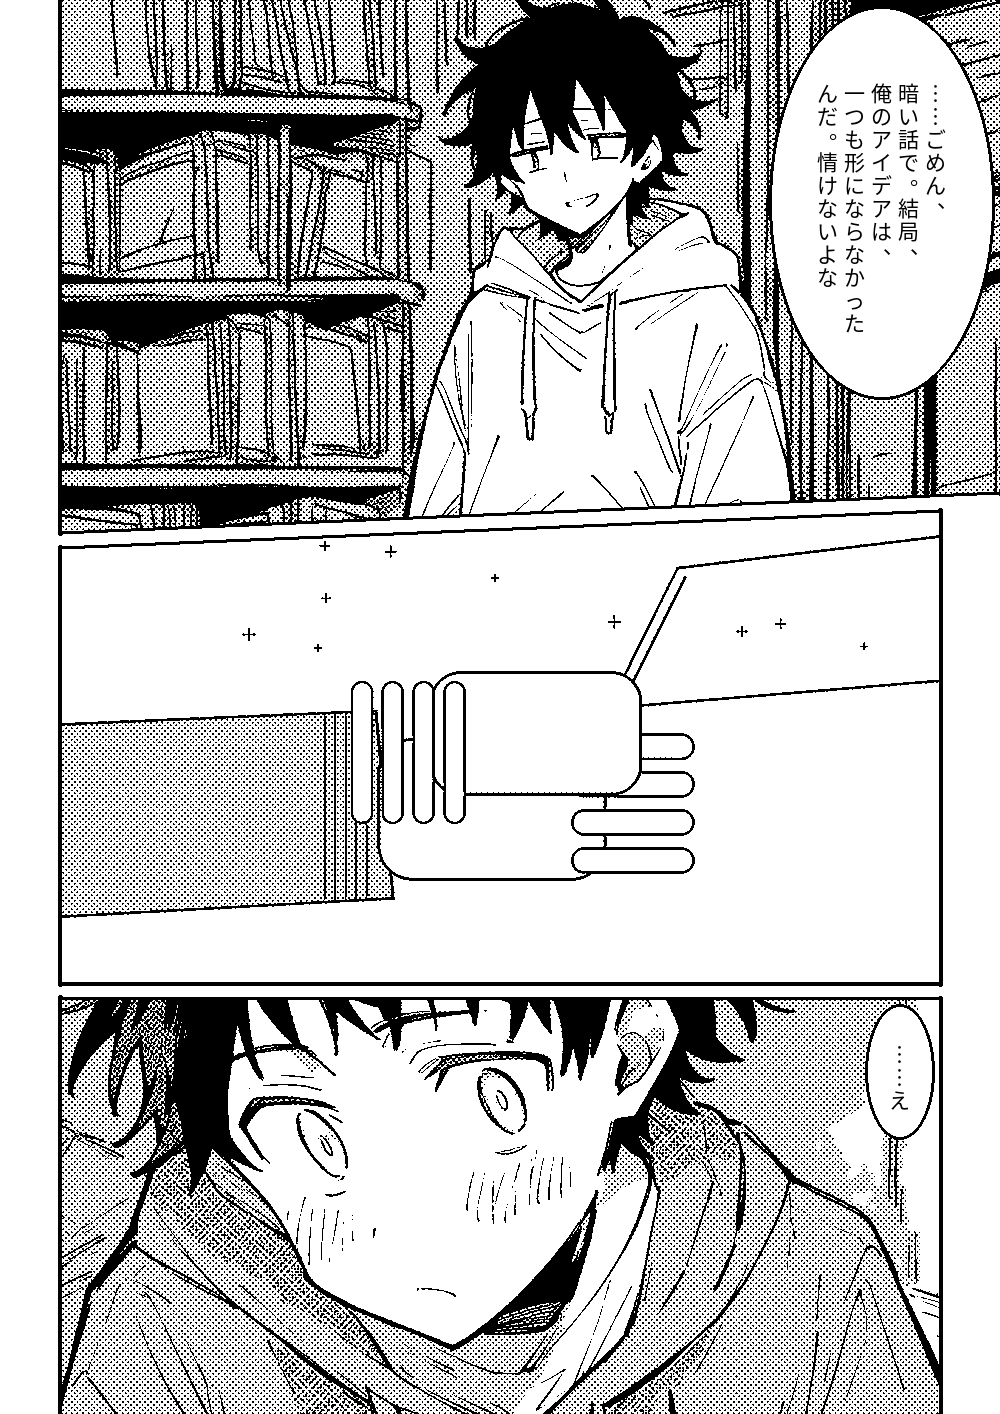 ……ごめん、
暗い話で。結局、
俺のアイデアは、
一つも形にならなかった
んだ。情けないよな
……え